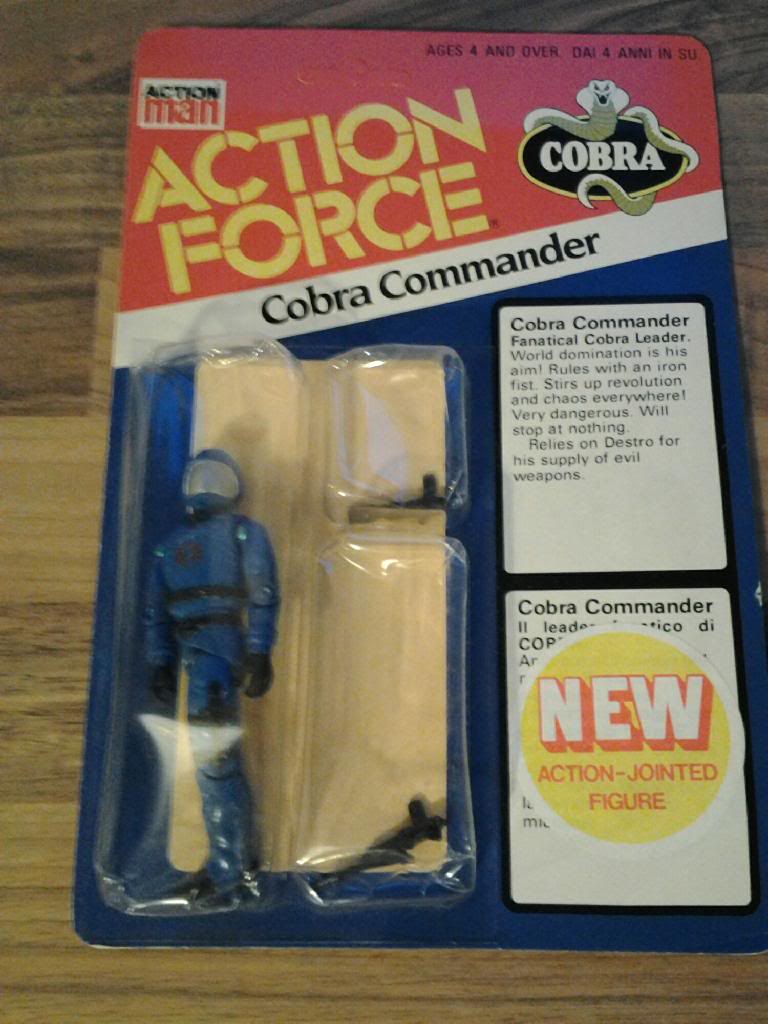 AGES 4 AND OVER. DAI 4 ANNI IN SU.
ACTION
man
ACTION
FORCE
COBRA
Cobra Commander
Cobra Commander
Fanatical Cobra Leader.
World domination is his
aim! Rules with an iron
fist. Stirs up revolution
and chaos everywhere!
Very dangerous. Will
stop at nothing.
Relies on Destro for
his supply of evil
weapons.
Cobra Commander
Il di
NEW
ACTION-JOINTED
FIGURE